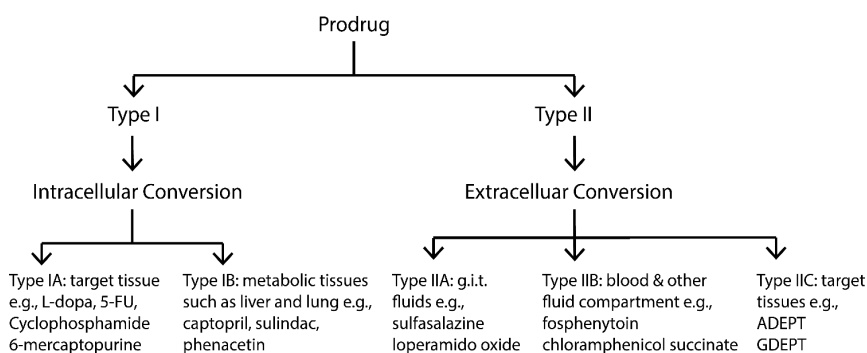 Prodrug
Type I
Type II
Intracellular Conversion
Extracelluar Conversion
Type IA: target tissue
e.g., L-dopa, 5-FU,
Cyclophosphamide
6-mercaptopurine
Type IB: metabolic tissues
such as liver and lung e.g.,
captopril, sulindac,
phenacetin
Type IIA: g.i.t.
fluids e.g.,
sulfasalazine
loperamido oxide
Type IIB: blood & other
fluid compartment e.g.,
fosphenytoin
chloramphenicol succinate
Type IIC: target
tissues e.g.,
ADEPT
GDEPT